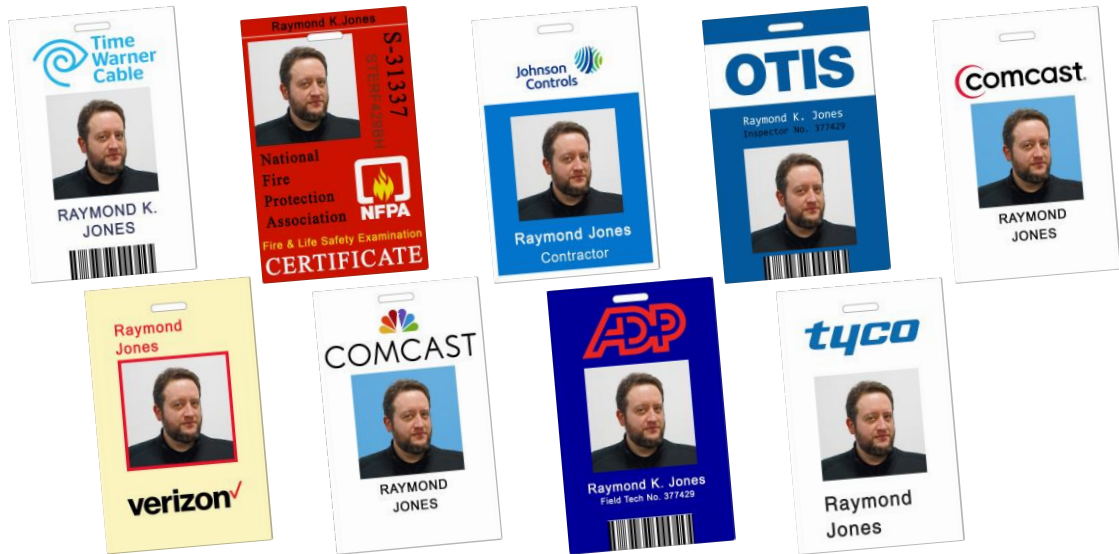 Time
Warner
Cable
RAYMOND K.
JONES
Raymond K.Jones
S-31337
National
Fire
Protection
Association
NFPA
Fire & Life Safety Examination
CERTIFICATE
Johnson
Controls
Raymond Jones
Contractor
OTIS
Raymond K. Jones
Inspector No. 377429
comcast.
RAYMOND
JONES
Raymond
Jones
verizon
COMCAST
RAYMOND
JONES
ADP
Raymond K. Jones
Field Tech No. 377429
tyco
Raymond
Jones